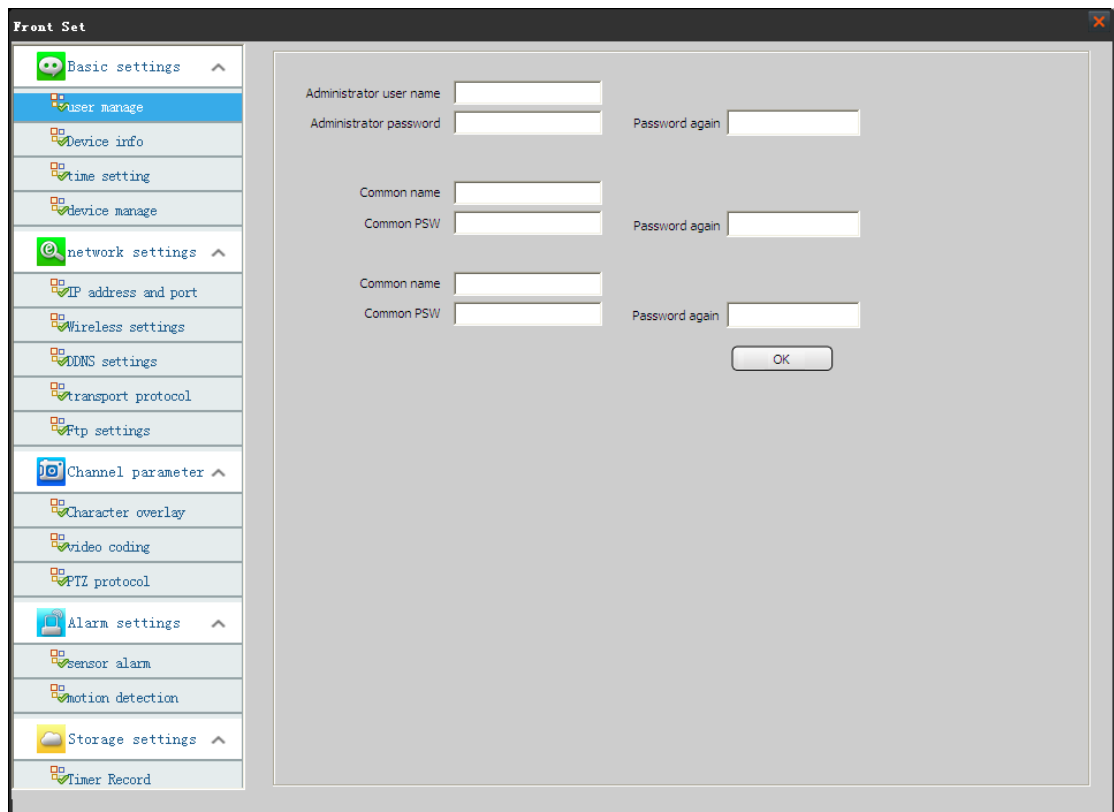 Front Set
Basic settings
user manage
Device info
time setting
device manage
network settings
IP address and port
Wireless settings
DDNS settings
transport protocol
Ftp settings
Channel parameter
Character overlay
video coding
PTZ protocol
Alarm settings
sensor alarm
motion detection
Storage settings
Timer Record
Administrator user name
Administrator password Password again
Common name
Common PSW Password again
Common name
Common PSW Password again
OK